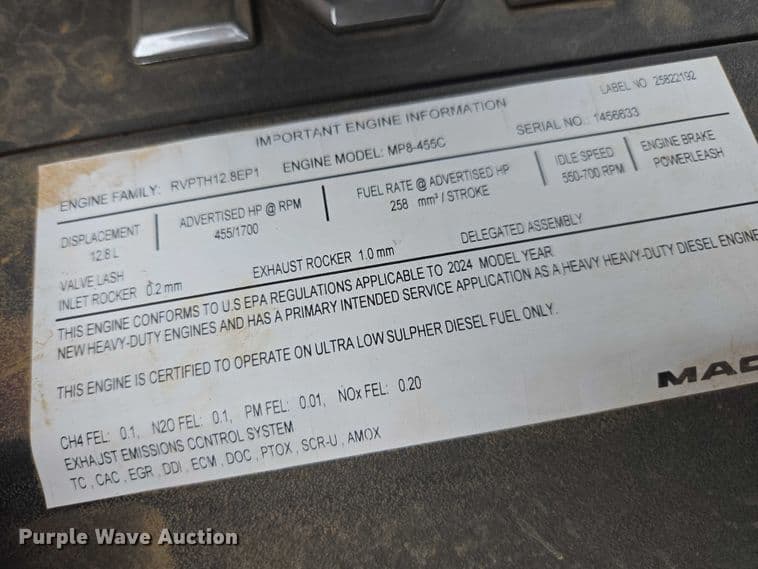 LABEL NO 25822192
IMPORTANT ENGINE INFORMATION
ENGINE FAMILY: RVPTH12.8EP1 ENGINE MODEL: MP8-455C SERIAL NO.: 1456633
DISPLACEMENT 12.8 L
ADVERTISED HP @ RPM 455/1700
FUEL RATE @ ADVERTISED HP 258 mm³ / STROKE
IDLE SPEED 550-700 RPM
ENGINE BRAKE POWERLEASH
VALVE LASH
INLET ROCKER 0.2 mm EXHAUST ROCKER 1.0 mm DELEGATED ASSEMBLY
THIS ENGINE CONFORMS TO U.S EPA REGULATIONS APPLICABLE TO 2024 MODEL YEAR
NEW HEAVY-DUTY ENGINES AND HAS A PRIMARY INTENDED SERVICE APPLICATION AS A HEAVY HEAVY-DUTY DIESEL ENGINE
THIS ENGINE IS CERTIFIED TO OPERATE ON ULTRA LOW SULPHER DIESEL FUEL ONLY.
MAC
CH4 FEL: 0.1, N2O FEL: 0.1, PM FEL: 0.01, NOx FEL: 0.20
EXHAUST EMISSIONS CONTROL SYSTEM
TC , CAC , EGR , DDI , ECM , DOC , PTOX , SCR-U , AMOX
Purple Wave Auction